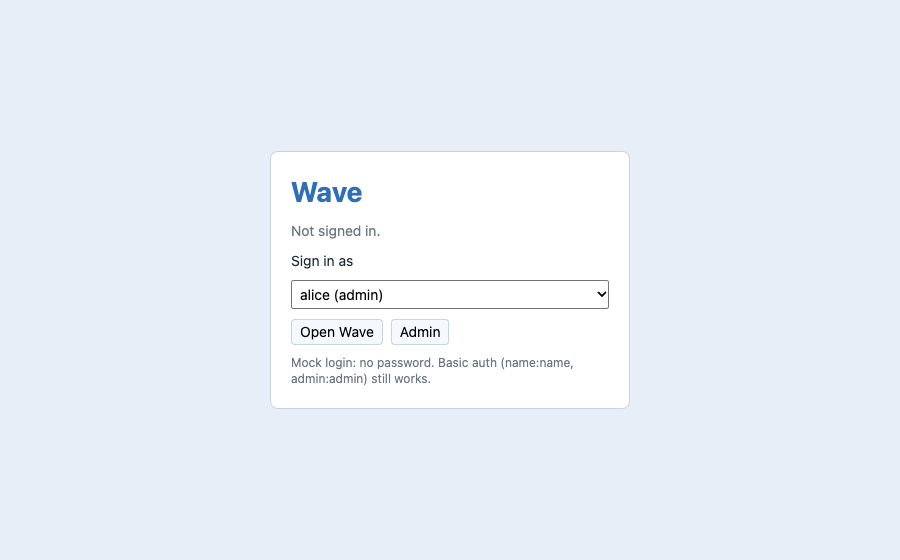 Wave
Not signed in.
Sign in as
alice (admin)
Open Wave
Admin
Mock login: no password. Basic auth (name:name,
admin:admin) still works.